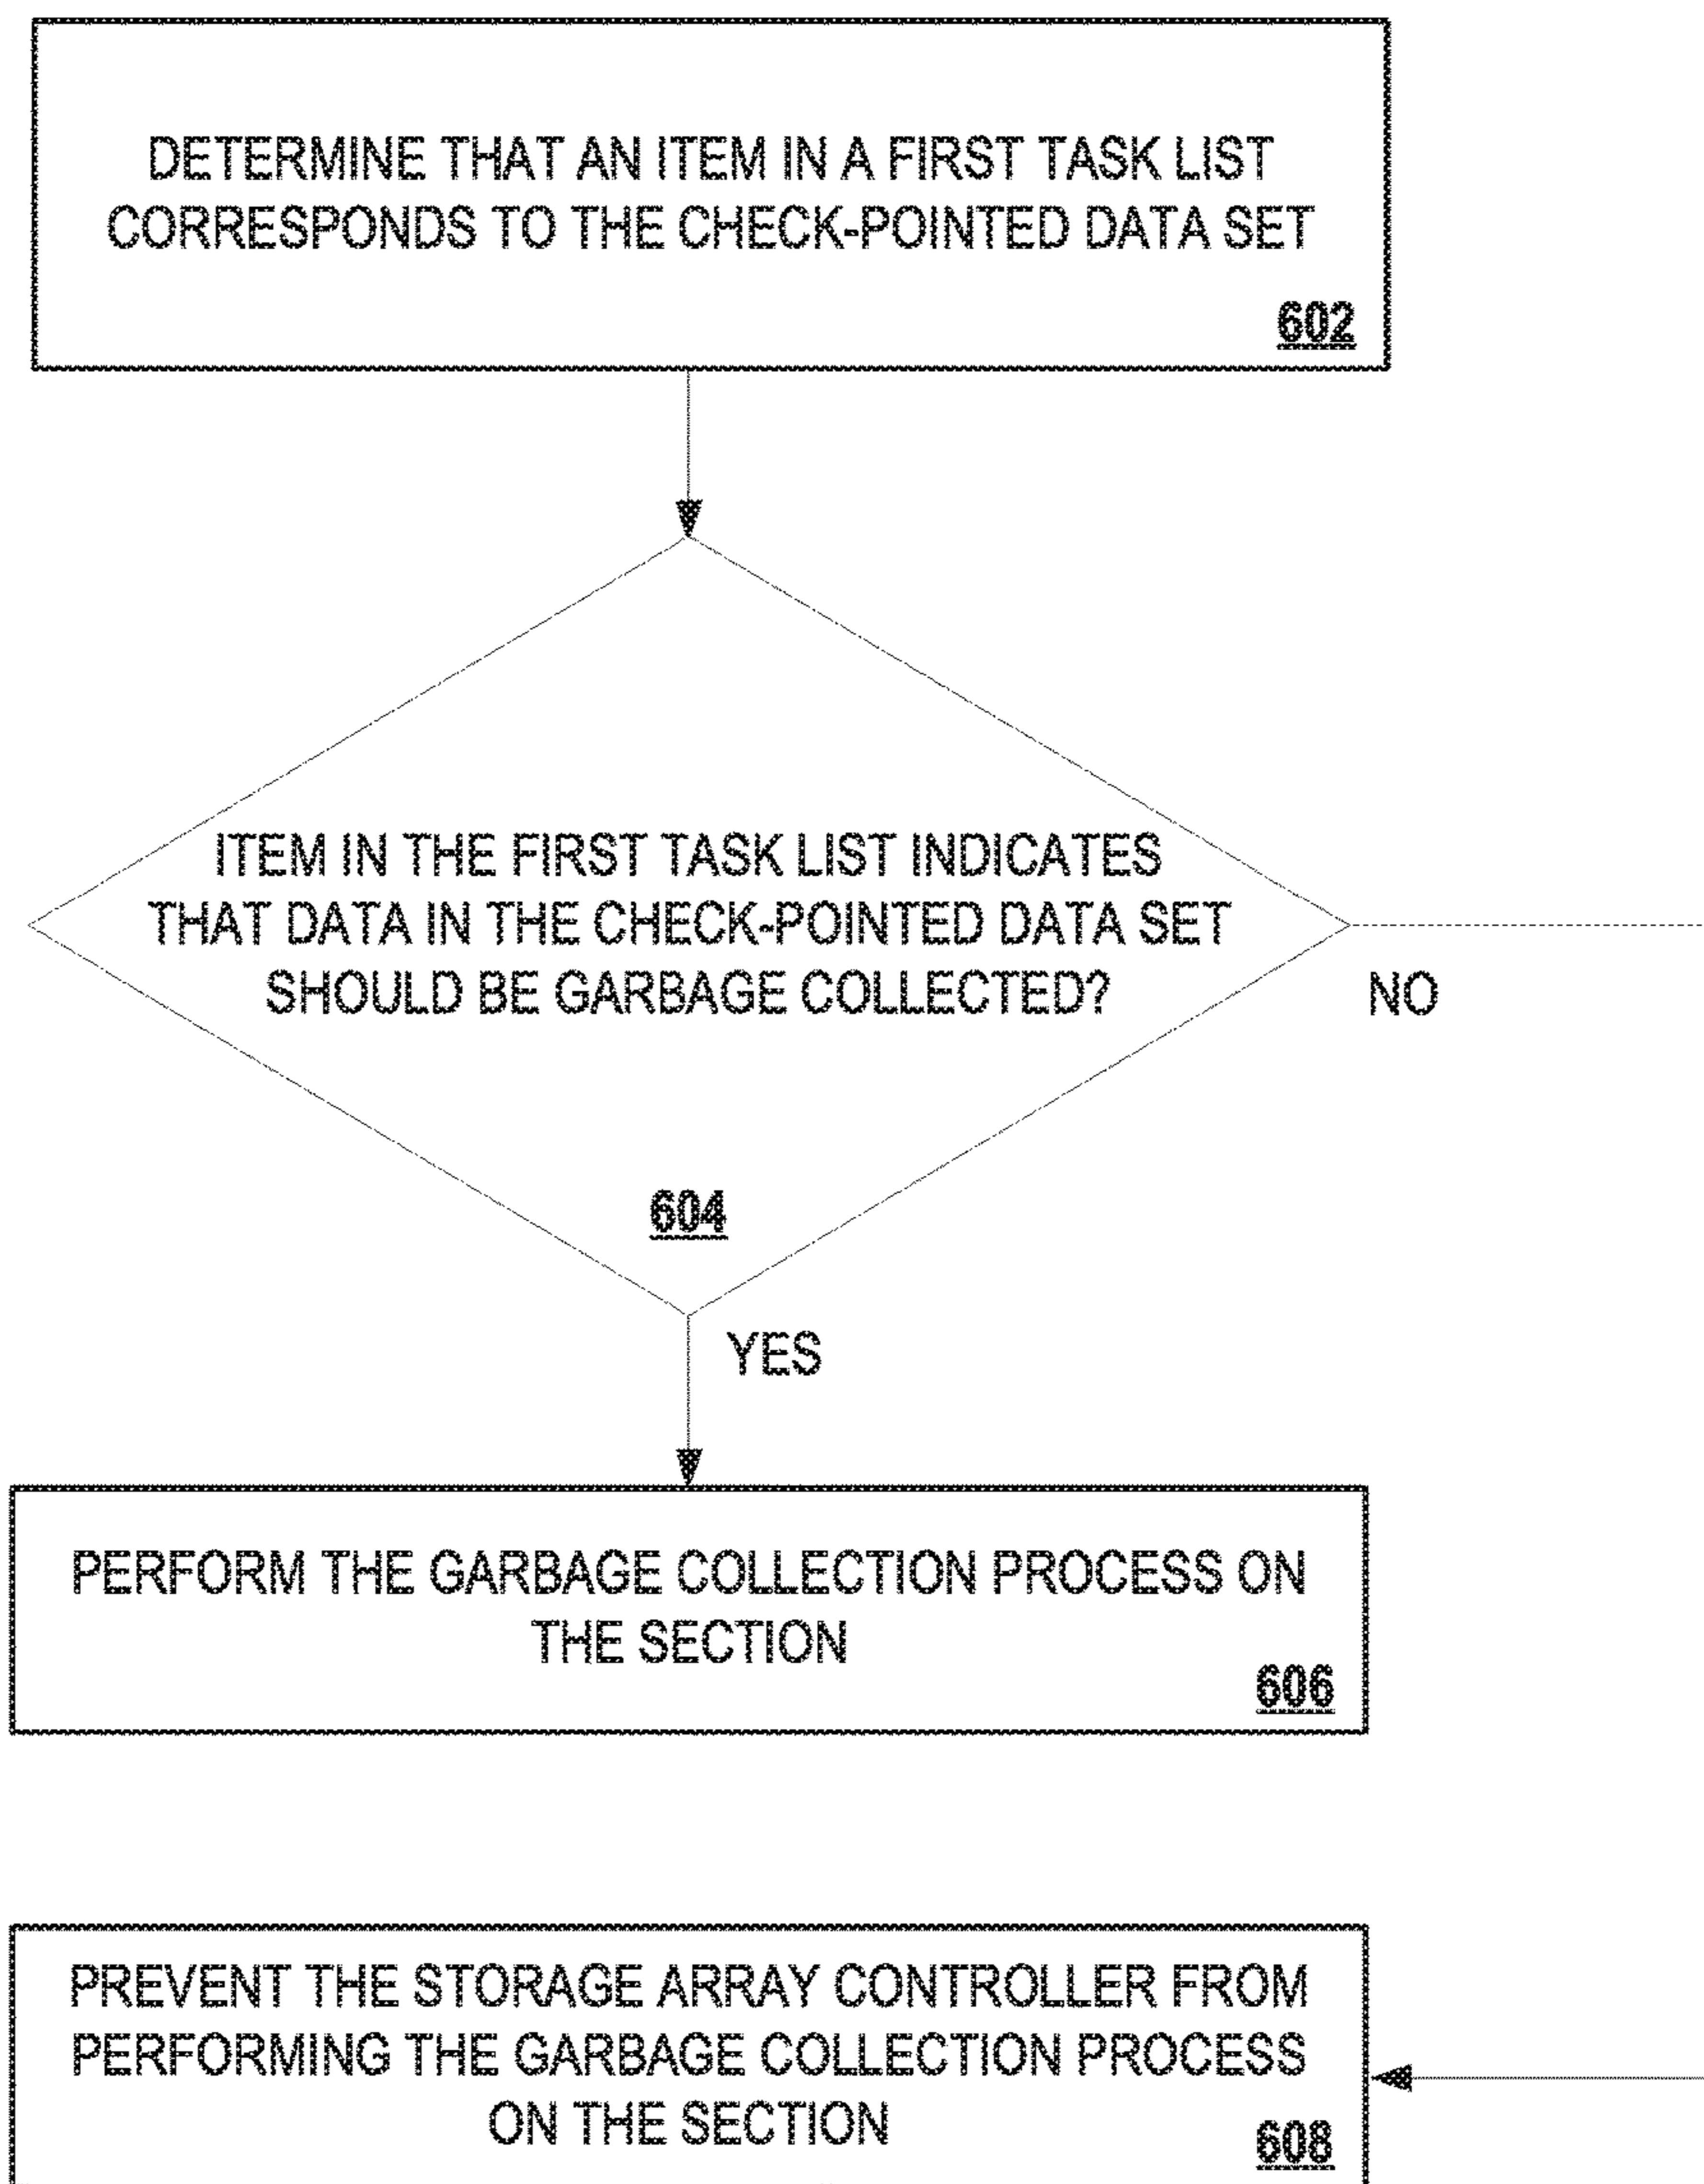 DETERMINE THAT AN ITEM IN A FIRST TASK LIST
CORRESPONDS TO THE CHECK-POINTED DATA SET
602
ITEM IN THE FIRST TASK LIST INDICATES
THAT DATA IN THE CHECK-POINTED DATA SET
SHOULD BE GARBAGE COLLECTED?
NO
604
YES
PERFORM THE GARBAGE COLLECTION PROCESS ON
THE SECTION
606
PREVENT THE STORAGE ARRAY CONTROLLER FROM
PERFORMING THE GARBAGE COLLECTION PROCESS
ON THE SECTION
608